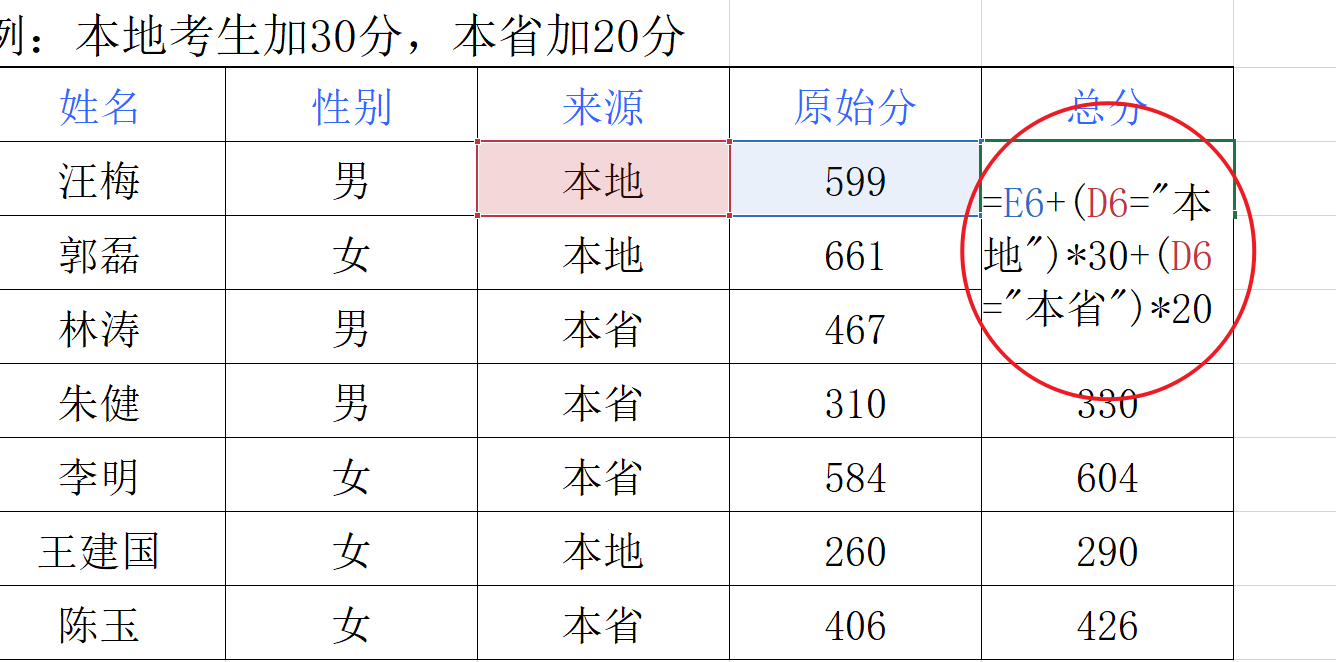 例：本地考生加30分，本省加20分
姓名 性别 来源 原始分 总分
汪梅 男 本地 599 =E6+(D6="本地")*30+(D6="本省")*20
郭磊 女 本地 661
林涛 男 本省 467
朱健 男 本省 310 330
李明 女 本省 584 604
王建国 女 本地 260 290
陈玉 女 本省 406 426